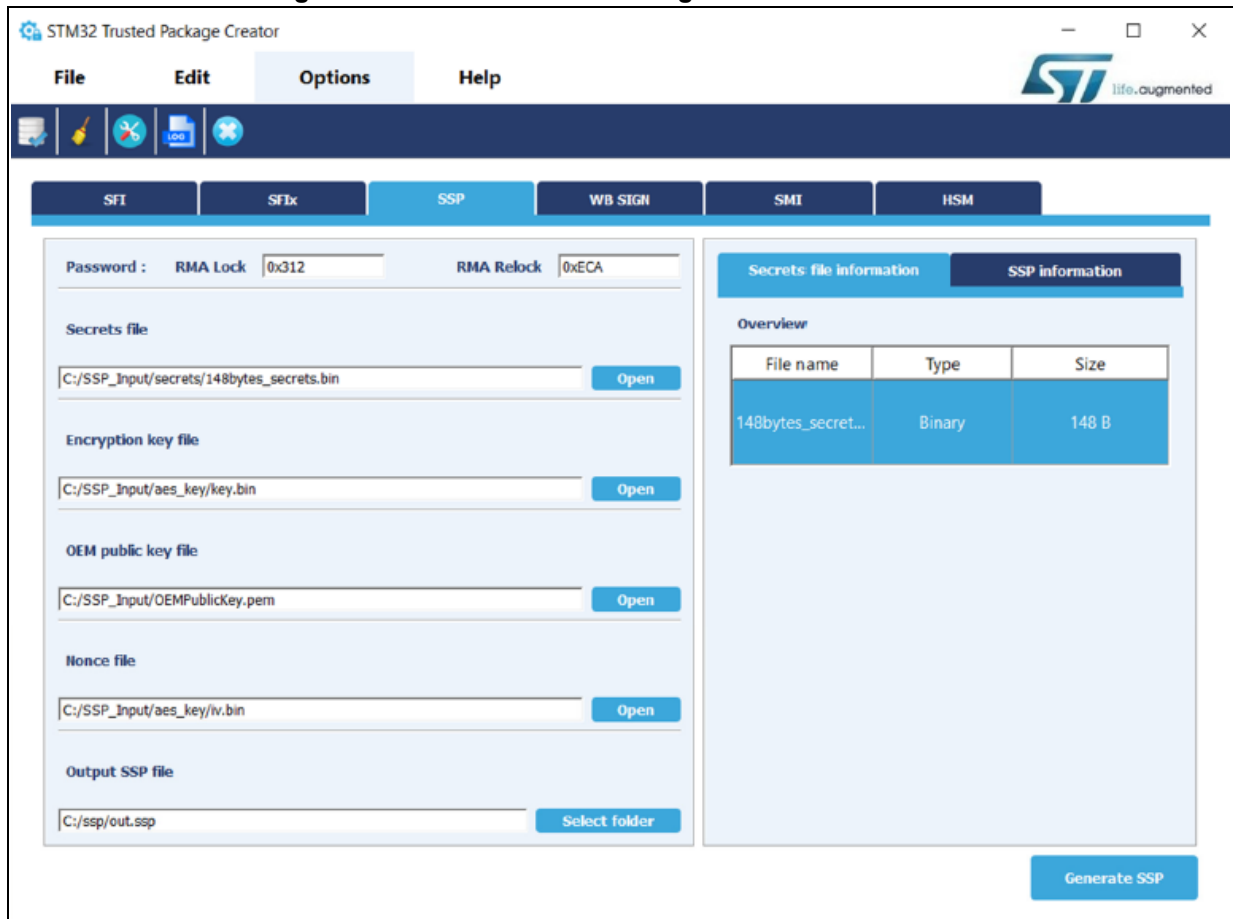 STM32 Trusted Package Creator
File Edit Options Help
life.augmented
LOG
SFI SFIx SSP WB SIGN SMI HSM
Password : RMA Lock 0x312 RMA Relock 0xECA
Secrets file
C:/SSP_Input/secrets/148bytes_secrets.bin Open
Encryption key file
C:/SSP_Input/aes_key/key.bin Open
OEM public key file
C:/SSP_Input/OEMPublicKey.pem Open
Nonce file
C:/SSP_Input/aes_key/iv.bin Open
Output SSP file
C:/ssp/out.ssp Select folder
Secrets file information SSP information
Overview
File name Type Size
148bytes_secret... Binary 148 B
Generate SSP